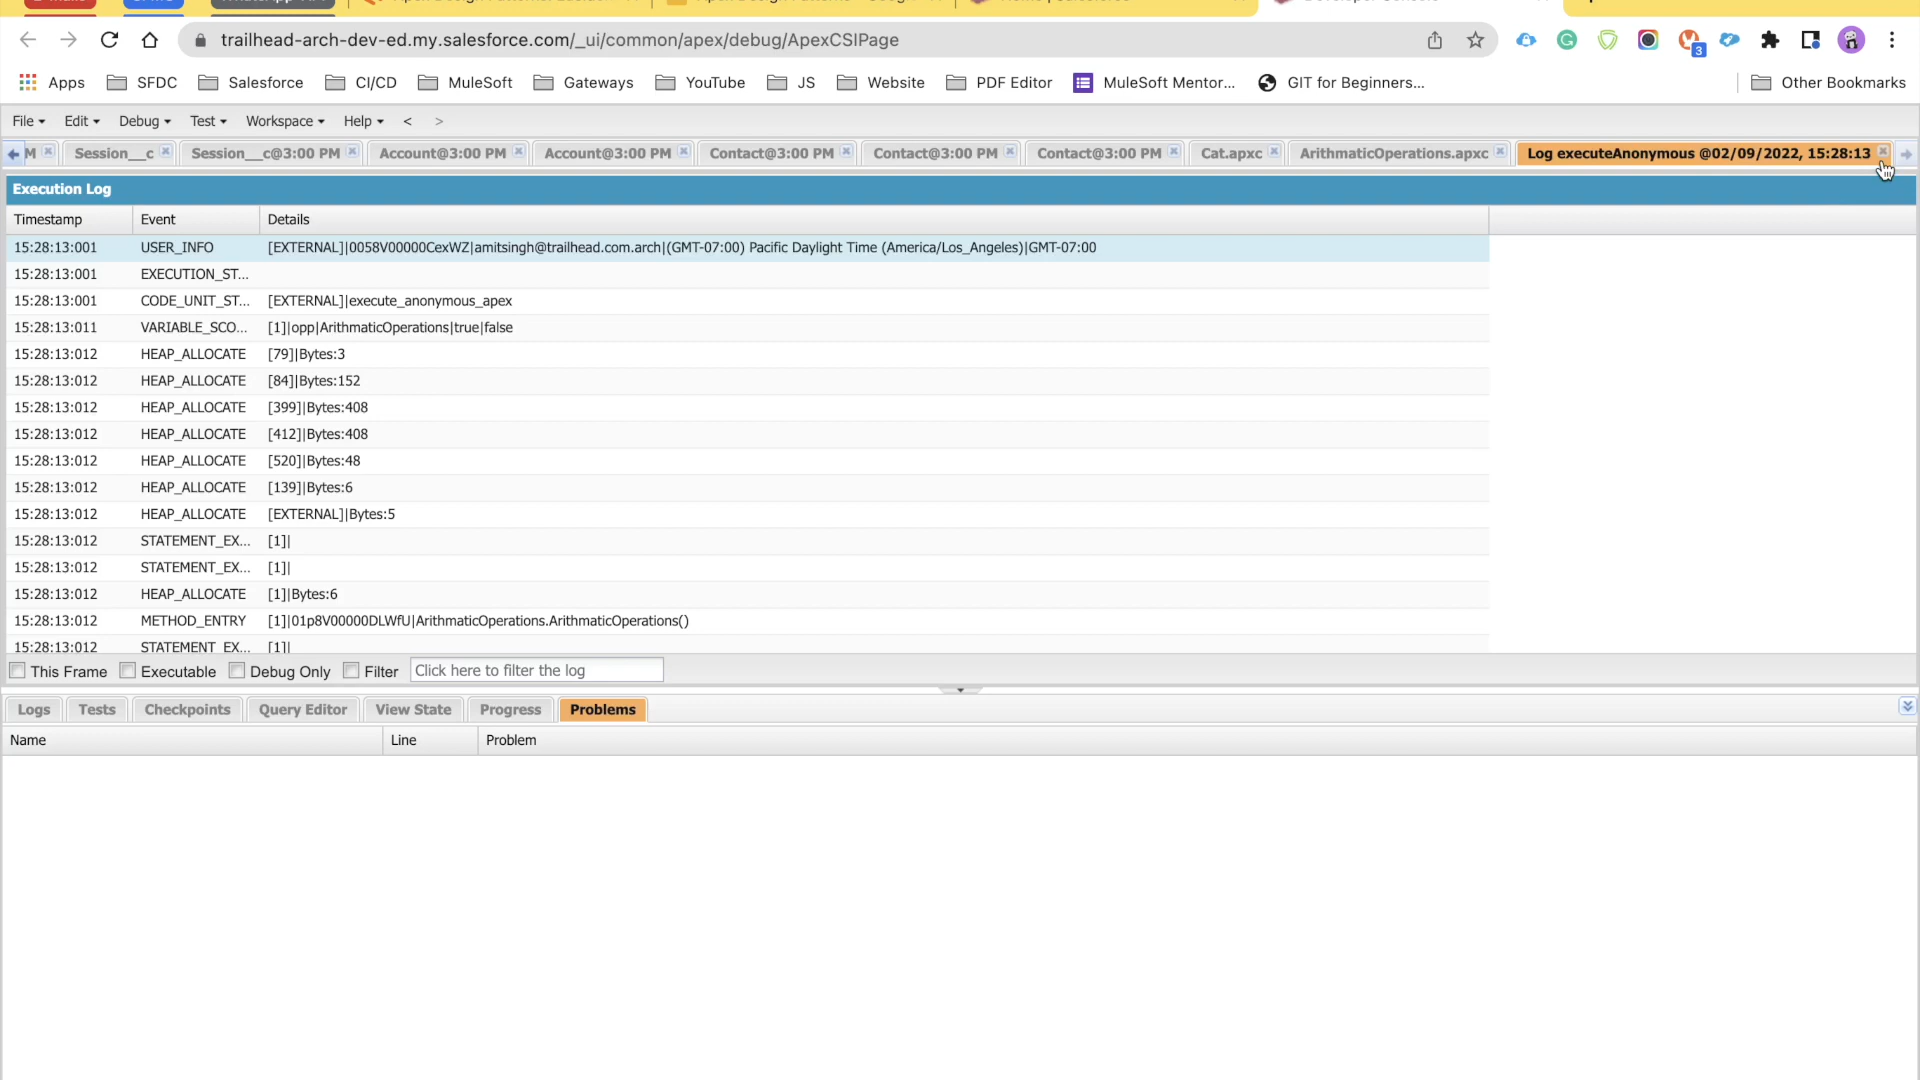 trailhead-arch-dev-ed.my.salesforce.com/_ui/common/apex/debug/ApexCSIPage
3
Apps SFDC Salesforce CI/CD MuleSoft Gateways YouTube JS Website PDF Editor MuleSoft Mentor... GIT for Beginners... Other Bookmarks
File Edit Debug Test Workspace Help < >
M Session__c Session__c@3:00 PM Account@3:00 PM Account@3:00 PM Contact@3:00 PM Contact@3:00 PM Contact@3:00 PM Cat.apxc ArithmaticOperations.apxc Log executeAnonymous @02/09/2022, 15:28:13
Execution Log
Timestamp Event Details
15:28:13:001 USER_INFO [EXTERNAL]|0058V00000CexWZ|amitsingh@trailhead.com.arch|(GMT-07:00) Pacific Daylight Time (America/Los_Angeles)|GMT-07:00
15:28:13:001 EXECUTION_ST...
15:28:13:001 CODE_UNIT_ST... [EXTERNAL]|execute_anonymous_apex
15:28:13:011 VARIABLE_SCO... [1]|opp|ArithmaticOperations|true|false
15:28:13:012 HEAP_ALLOCATE [79]|Bytes:3
15:28:13:012 HEAP_ALLOCATE [84]|Bytes:152
15:28:13:012 HEAP_ALLOCATE [399]|Bytes:408
15:28:13:012 HEAP_ALLOCATE [412]|Bytes:408
15:28:13:012 HEAP_ALLOCATE [520]|Bytes:48
15:28:13:012 HEAP_ALLOCATE [139]|Bytes:6
15:28:13:012 HEAP_ALLOCATE [EXTERNAL]|Bytes:5
15:28:13:012 STATEMENT_EX... [1]|
15:28:13:012 STATEMENT_EX... [1]|
15:28:13:012 HEAP_ALLOCATE [1]|Bytes:6
15:28:13:012 METHOD_ENTRY [1]|01p8V00000DLWfU|ArithmaticOperations.ArithmaticOperations()
15:28:13:012 STATEMENT_EX... [1]|
This Frame Executable Debug Only Filter Click here to filter the log
Logs Tests Checkpoints Query Editor View State Progress Problems
Name Line Problem